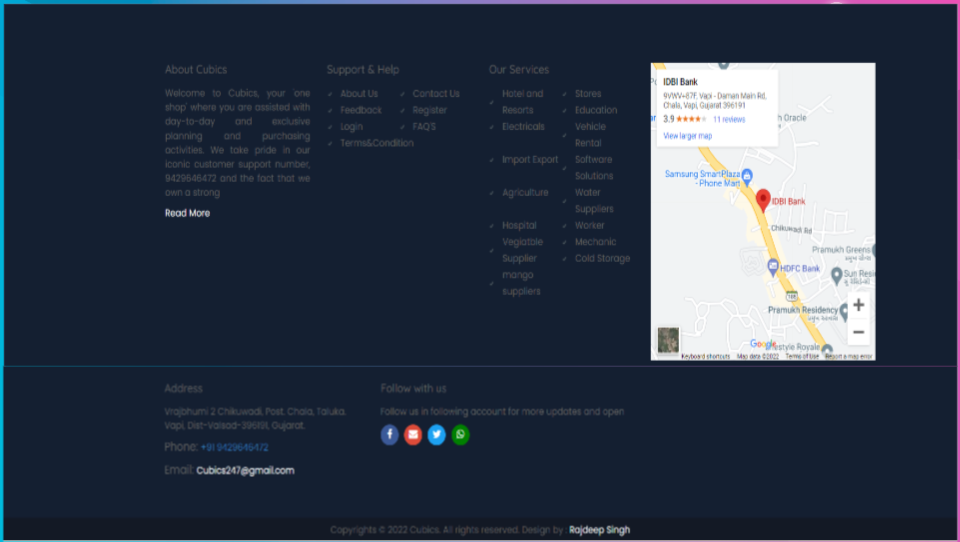 About Cubics
Welcome to Cubics, your 'one
shop' where you are assisted with
day-to-day and exclusive
planning and purchasing
activities. We take pride in our
iconic customer support number,
9429646472 and the fact that we
own a strong
Read More
Support & Help
About Us
Contact Us
Feedback
Register
Login
FAQ'S
Terms&Condition
Our Services
Hotel and
Resorts
Electricals
Import Export
Agriculture
Hospital
Vegiatble
Supplier
mango
suppliers
Stores
Education
Vehicle
Rental
Software
Solutions
Water
Suppliers
Worker
Mechanic
Cold Storage
IDBI Bank
9VWV+87F, Vapi - Daman Main Rd,
Chala, Vapi, Gujarat 396191
3.9 11 reviews
View larger map
Oracle
Samsung SmartPlaza
- Phone Mart
IDBI Bank
Chikuwadi Rd
Pramukh Greens
HDFC Bank
Sun Resi
Pramukh Residency
Google
festyle Royale
Keyboard shortcuts Map data ©2022 Terms of Use Report a map error
Address
Vrajbhumi 2 Chikuwadi, Post, Chala, Taluka,
Vapi, Dist-Valsad-396191, Gujarat.
Phone: +91 9429646472
Email: Cubics247@gmail.com
Follow with us
Follow us in following account for more updates and open
Copyrights © 2022 Cubics. All rights reserved. Design by Rajdeep Singh